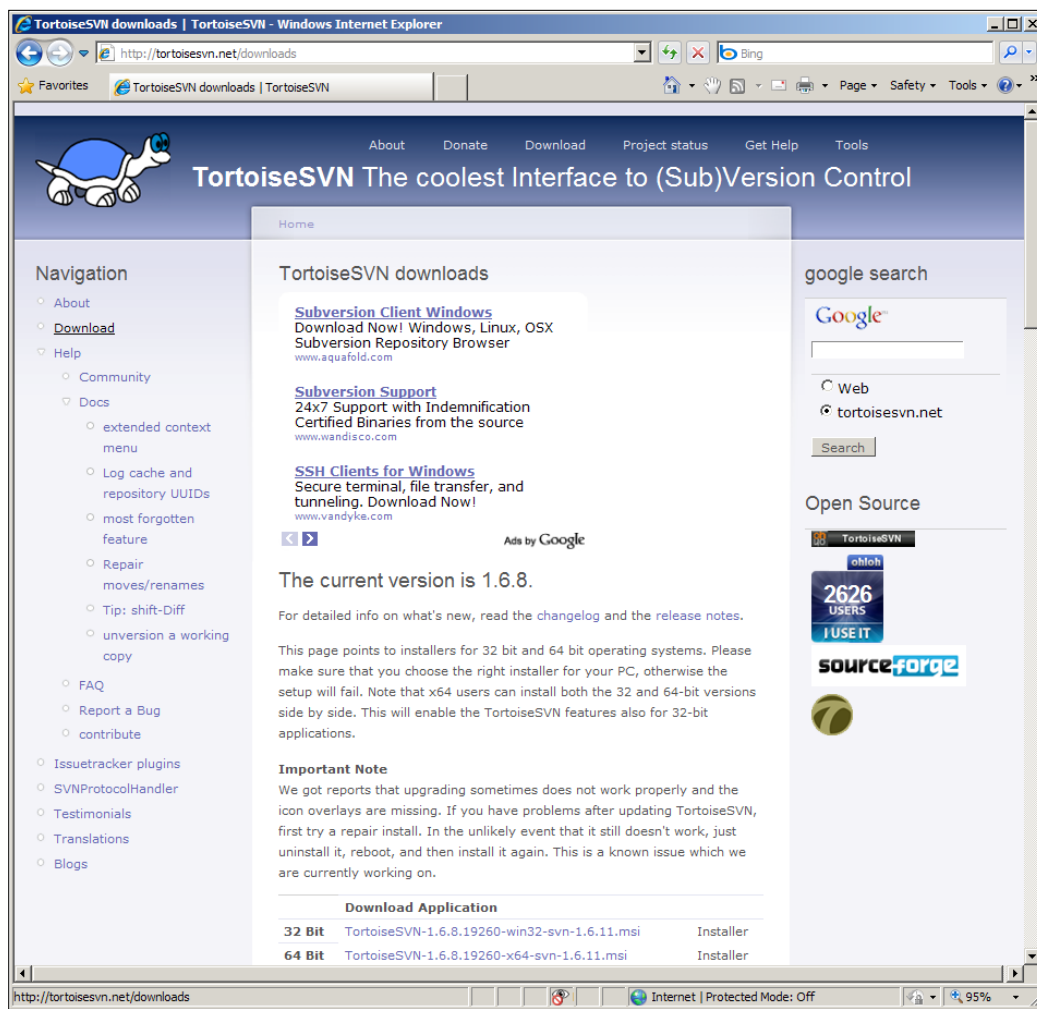 TortoiseSVN downloads | TortoiseSVN - Windows Internet Explorer
http://tortoisesvn.net/downloads
Bing
Favorites
TortoiseSVN downloads | TortoiseSVN
Page
Safety
Tools
About Donate Download Project status Get Help Tools
TortoiseSVN The coolest Interface to (Sub)Version Control
Home
Navigation
About
Download
Help
Community
Docs
extended context
menu
Log cache and
repository UUIDs
most forgotten
feature
Repair
moves/renames
Tip: shift-Diff
unversion a working
copy
FAQ
Report a Bug
contribute
Issuetracker plugins
SVNProtocolHandler
Testimonials
Translations
Blogs
TortoiseSVN downloads
Subversion Client Windows
Download Now! Windows, Linux, OSX
Subversion Repository Browser
www.aquafold.com
Subversion Support
24x7 Support with Indemnification
Certified Binaries from the source
www.wandisco.com
SSH Clients for Windows
Secure terminal, file transfer, and
tunneling. Download Now!
www.vandyke.com
Ads by Google
The current version is 1.6.8.
For detailed info on what's new, read the changelog and the release notes.
This page points to installers for 32 bit and 64 bit operating systems. Please
make sure that you choose the right installer for your PC, otherwise the
setup will fail. Note that x64 users can install both the 32 and 64-bit versions
side by side. This will enable the TortoiseSVN features also for 32-bit
applications.
Important Note
We got reports that upgrading sometimes does not work properly and the
icon overlays are missing. If you have problems after updating TortoiseSVN,
first try a repair install. In the unlikely event that it still doesn't work, just
uninstall it, reboot, and then install it again. This is a known issue which we
are currently working on.
Download Application
32 Bit TortoiseSVN-1.6.8.19260-win32-svn-1.6.11.msi Installer
64 Bit TortoiseSVN-1.6.8.19260-x64-svn-1.6.11.msi Installer
google search
Google™
Web
tortoisesvn.net
Search
Open Source
TortoiseSVN
ohloh
2626
USERS
I USE IT
sourceforge
http://tortoisesvn.net/downloads
Internet | Protected Mode: Off
95%